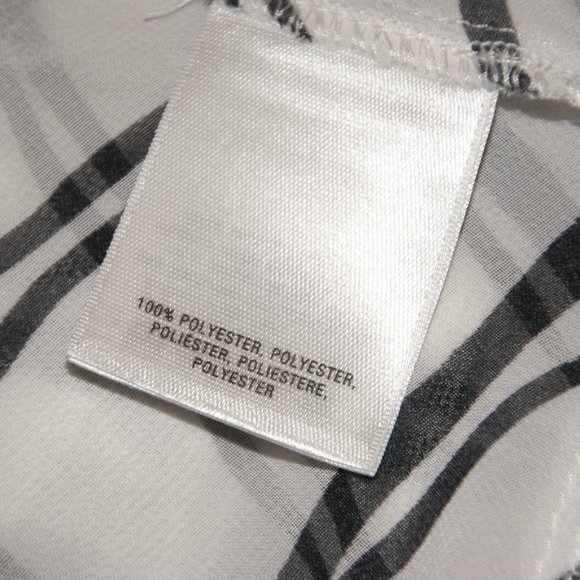 100% POLYESTER, POLYESTER,
POLIÉSTER, POLIESTERE,
POLYESTER